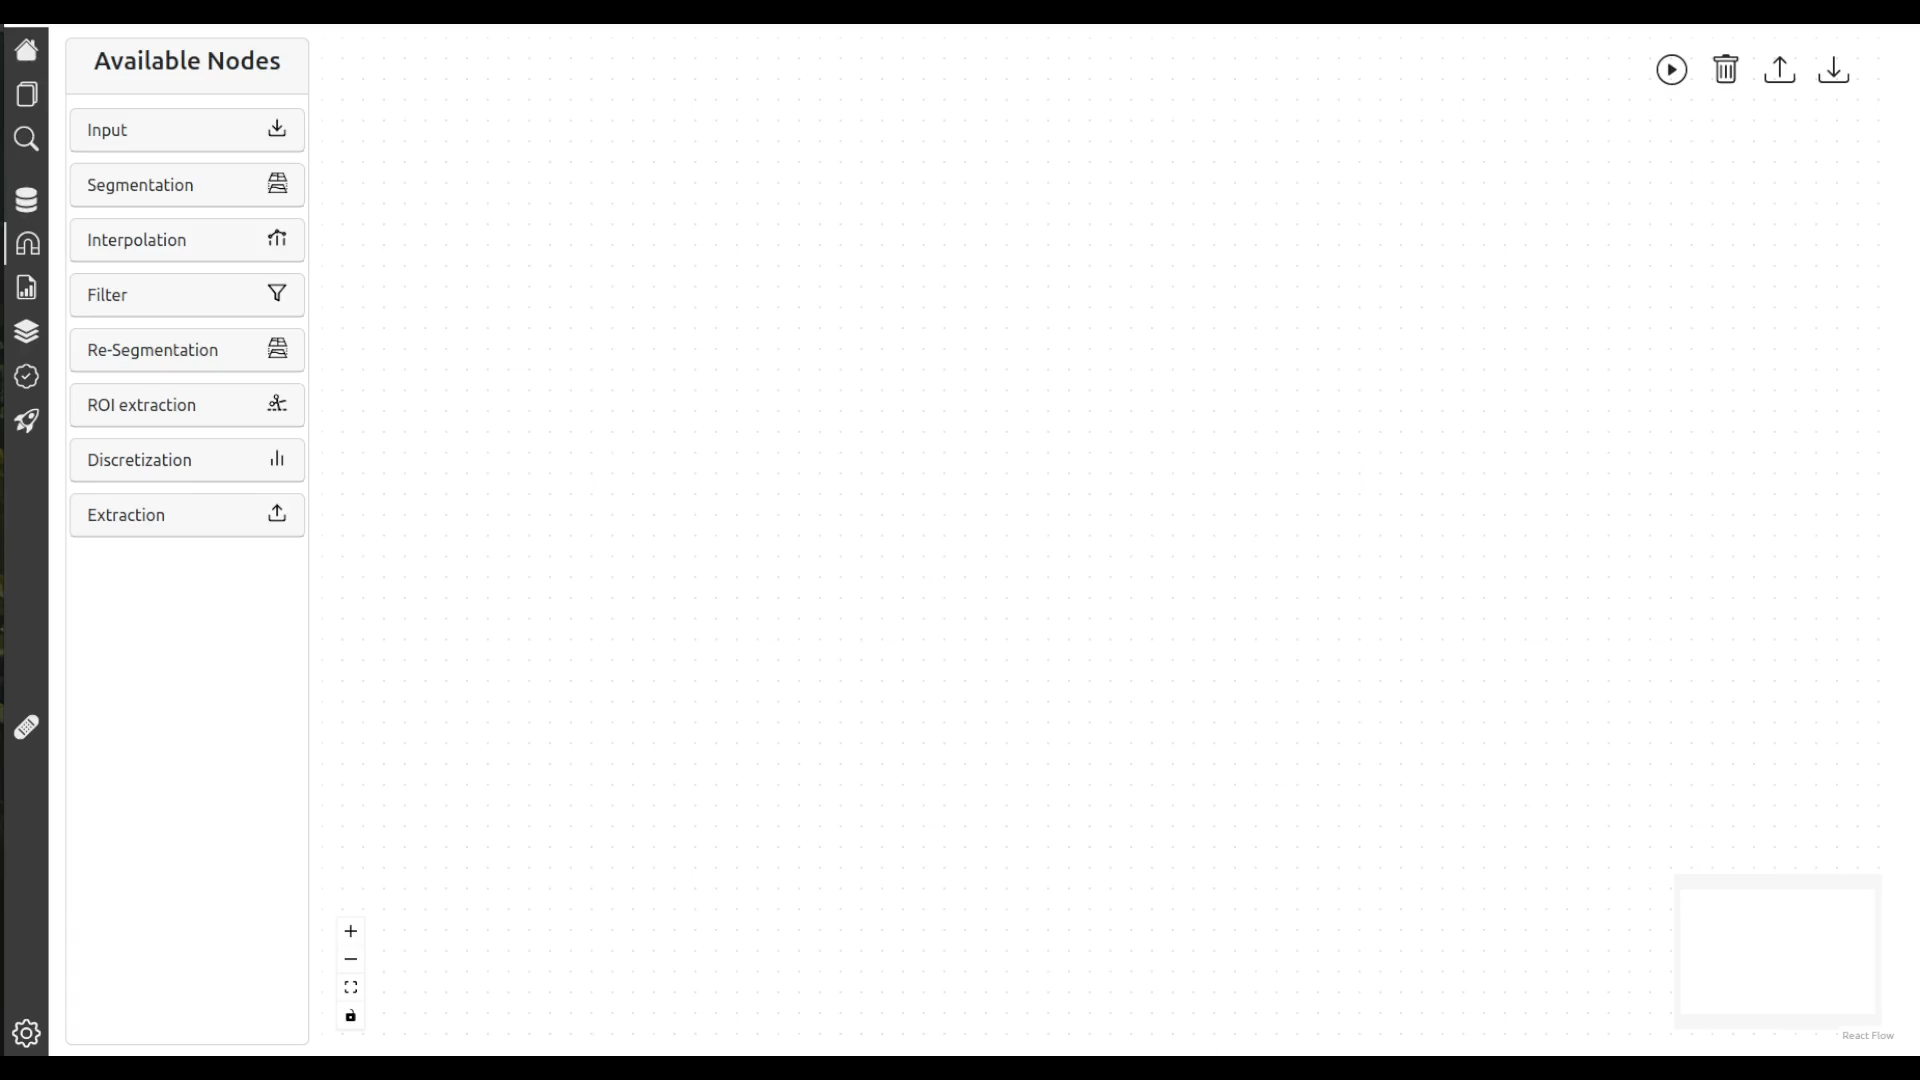 Available Nodes
Input
Segmentation
Interpolation
Filter
Re-Segmentation
ROI extraction
Discretization
Extraction
React Flow